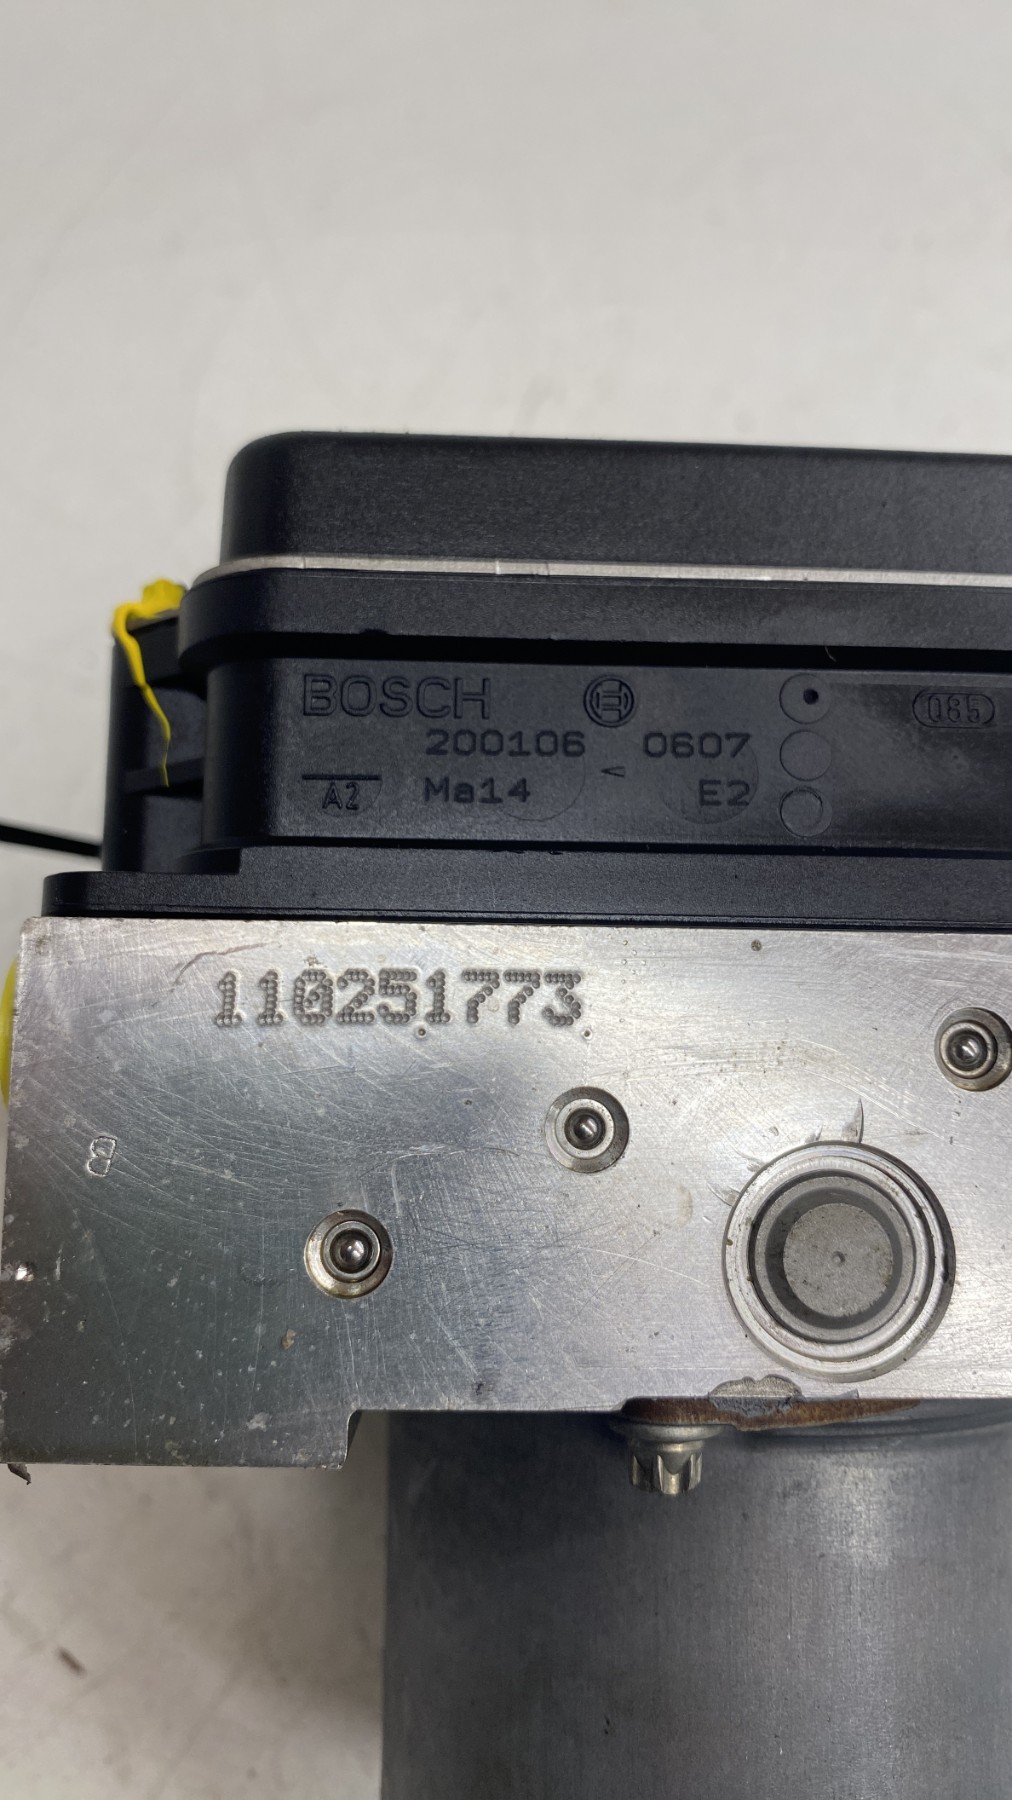 BOSCH
Q85
200106 0607
A2 Ma14 < E2
110251773
B